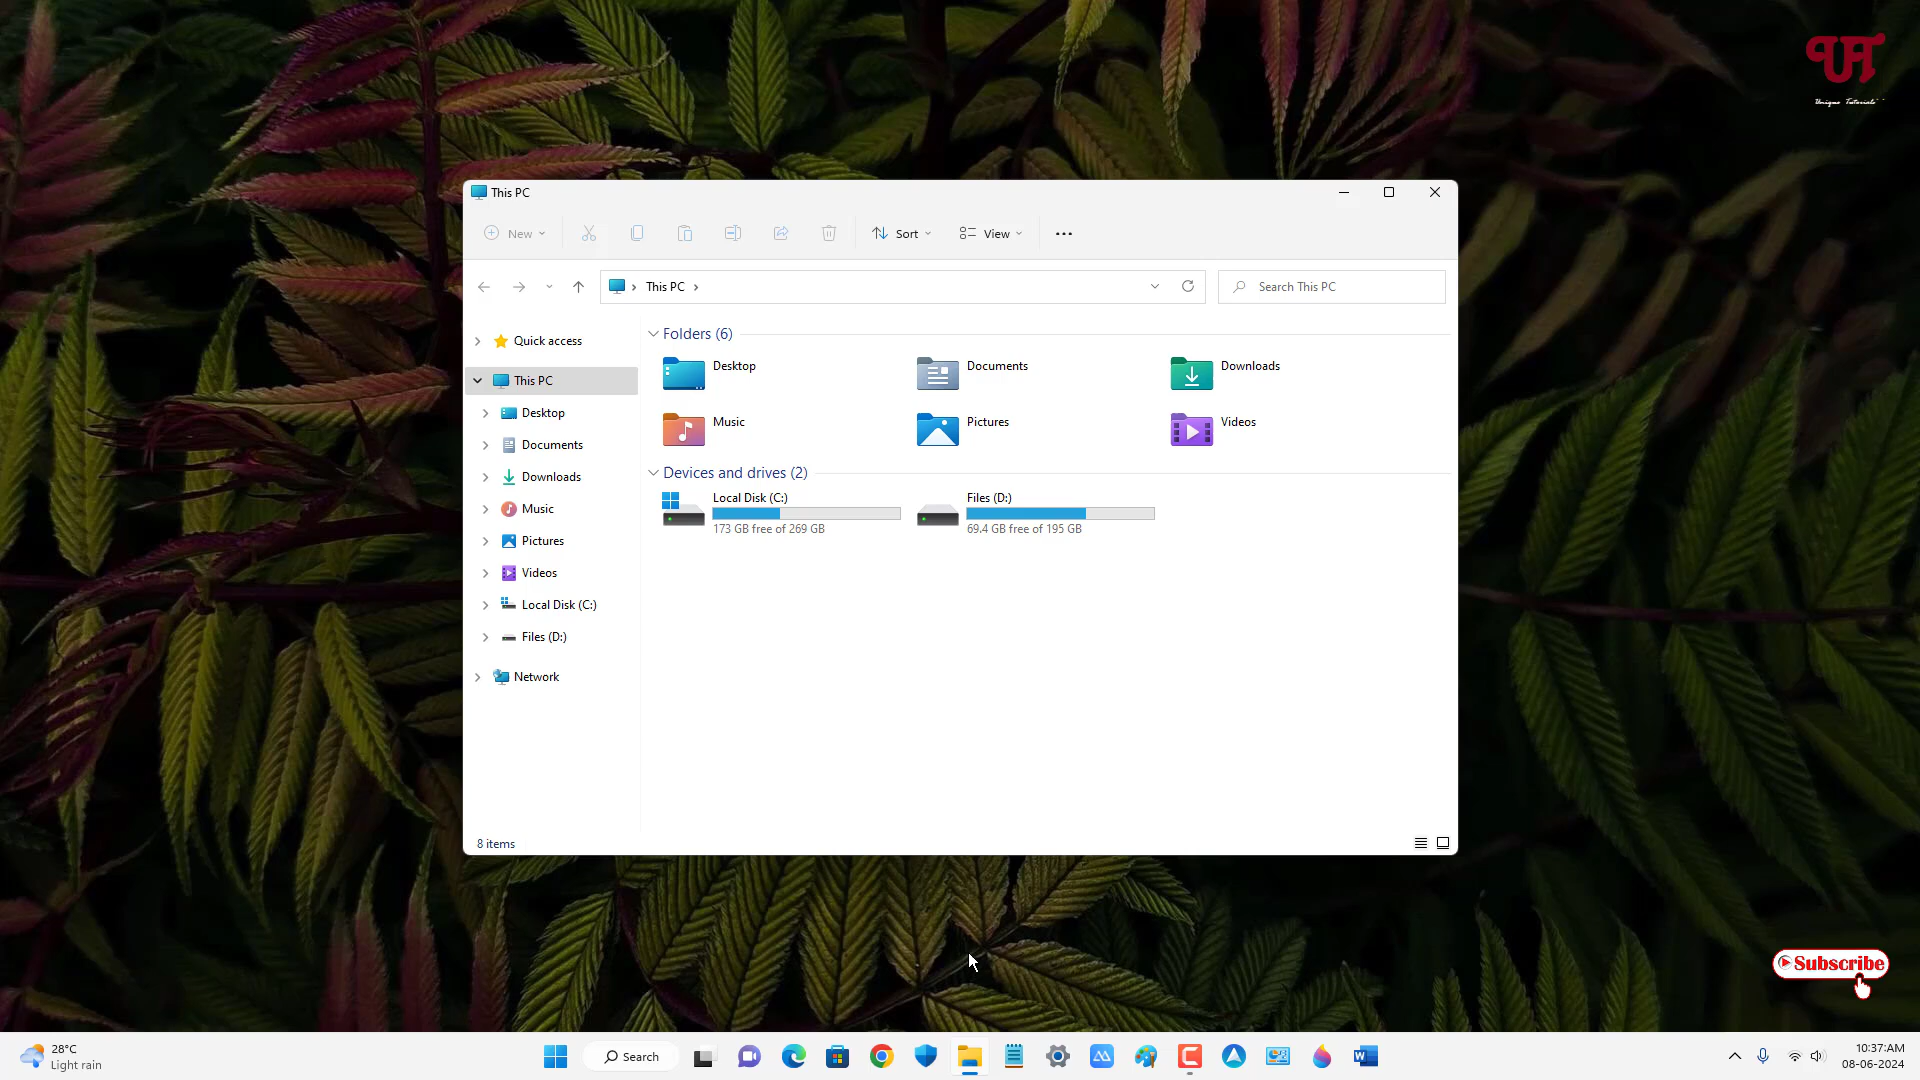 UT
Unique Tutorials
This PC
New
Sort
View
This PC
Search This PC
Quick access
This PC
Desktop
Documents
Downloads
Music
Pictures
Videos
Local Disk (C:)
Files (D:)
Network
Folders (6)
Desktop
Documents
Downloads
Music
Pictures
Videos
Devices and drives (2)
Local Disk (C:)
173 GB free of 269 GB
Files (D:)
69.4 GB free of 195 GB
8 items
Subscribe
28°C
Light rain
Search
10:37:AM
08-06-2024